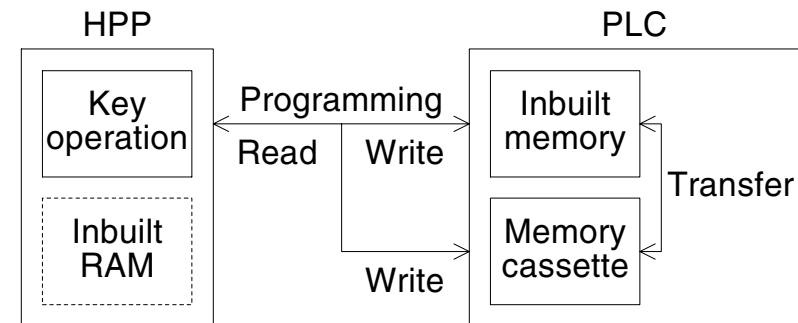 HPP
PLC
Key
operation
Programming
Read
Write
Inbuilt
memory
Transfer
Inbuilt
RAM
Write
Memory
cassette